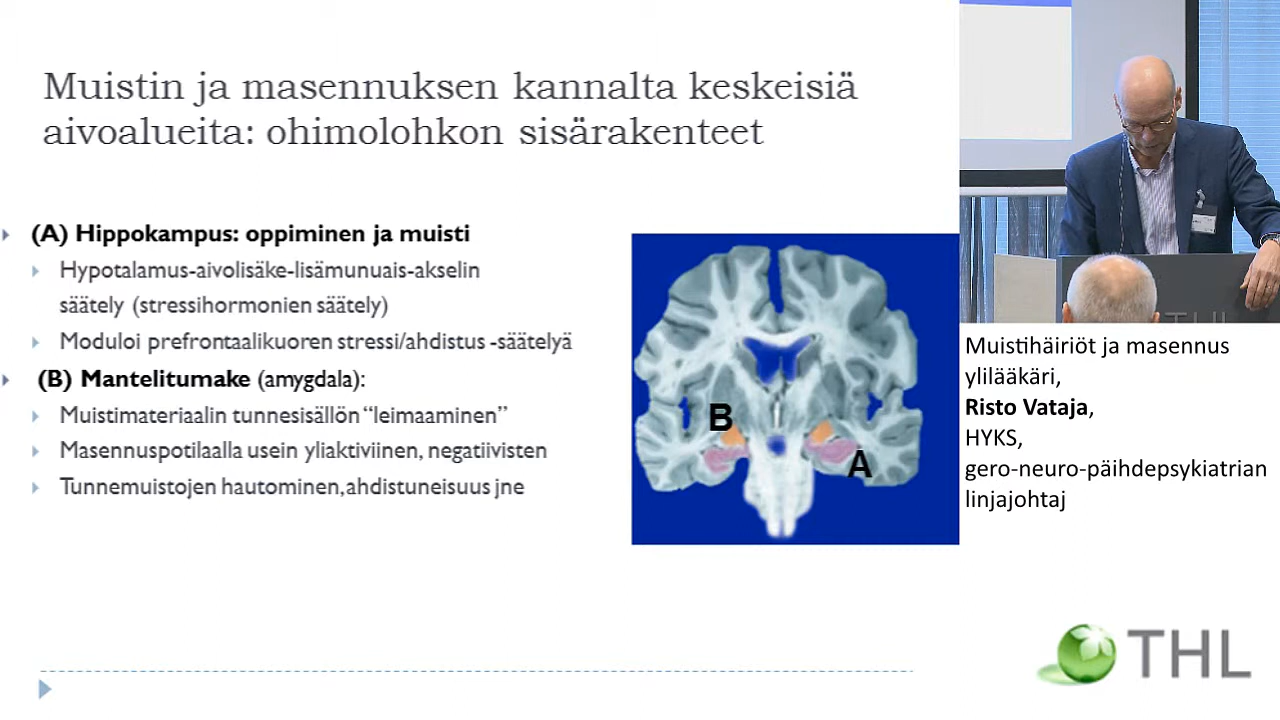 Muistin ja masennuksen kannalta keskeisiä
aivoalueita: ohimolohkon sisärakenteet
(A) Hippokampus: oppiminen ja muisti
Hypotalamus-aivolisäke-lisämunuais-akselin
säätely (stressihormonien säätely)
Moduloi prefrontaalikuoren stressi/ahdistus -säätelyä
(B) Mantelitumake (amygdala):
Muistimateriaalin tunnesisällön “leimaaminen”
Masennuspotilaalla usein yliaktiviinen, negatiivisten
Tunnemuistojen hautominen,ahdistuneisuus jne
B
A
THL
Muistihäiriöt ja masennus
ylilääkäri,
Risto Vataja,
HYKS,
gero-neuro-päihdepsykiatrian
linjajohtaj
THL